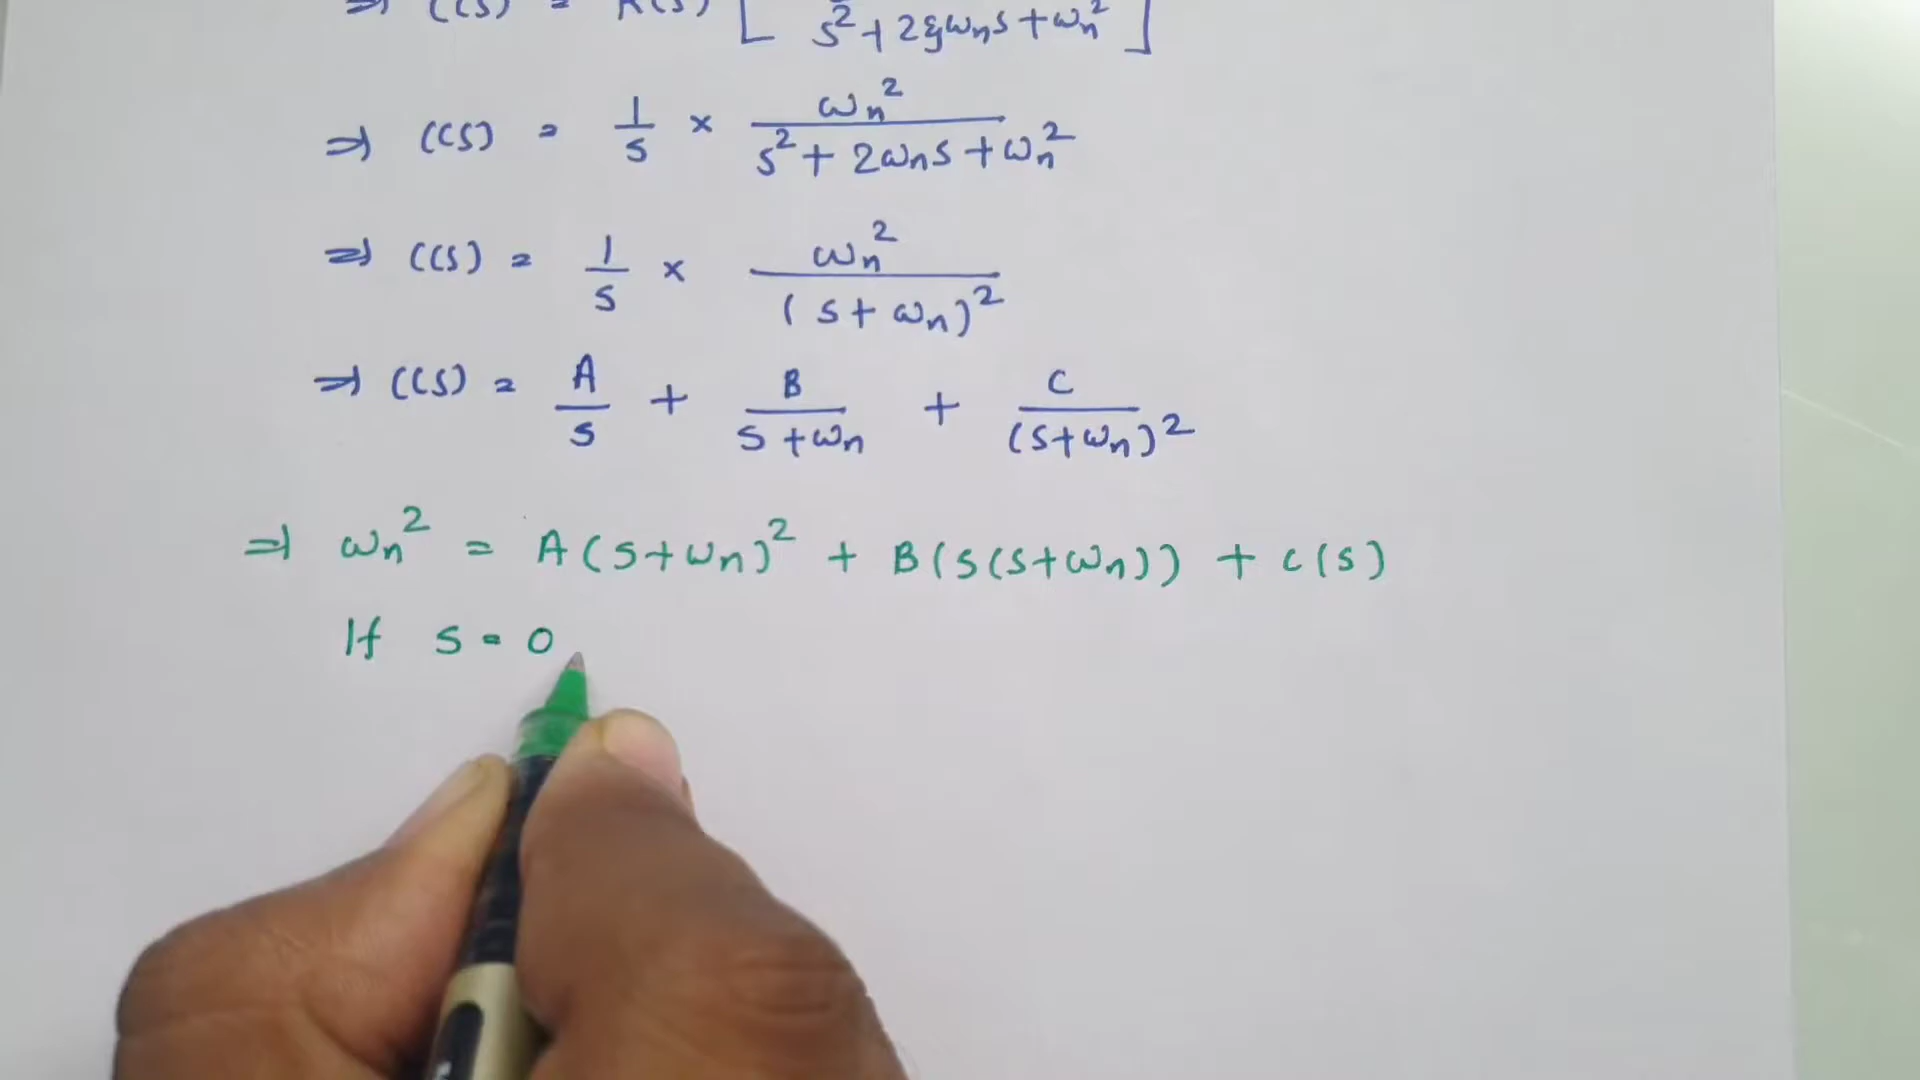 ⇒ C(S) = R(S) [ / s² + 2ξωₙs + ωₙ² ]
⇒ C(S) = 1/s × ωₙ² / s² + 2ωₙs + ωₙ²
⇒ C(S) = 1/s × ωₙ² / (s + ωₙ)²
⇒ C(S) = A/s + B/s + ωₙ + C/(s + ωₙ)²
⇒ ωₙ² = A(s + ωₙ)² + B(s(s + ωₙ)) + C(s)
If s = 0